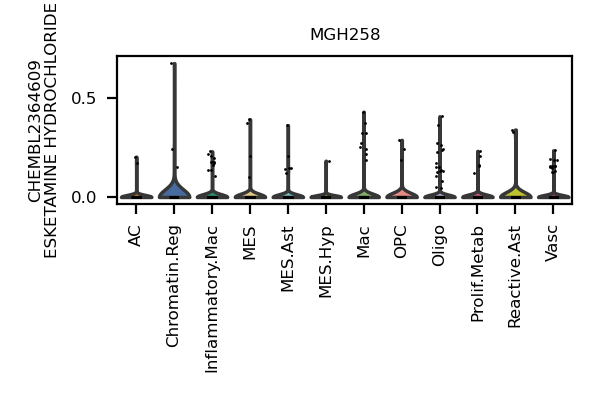 MGH258
CHEMBL2364609
ESKETAMINE HYDROCHLORIDE
0.5
0.0
AC
Chromatin.Reg
Inflammatory.Mac
MES
MES.Ast
MES.Hyp
Mac
OPC
Oligo
Prolif.Metab
Reactive.Ast
Vasc